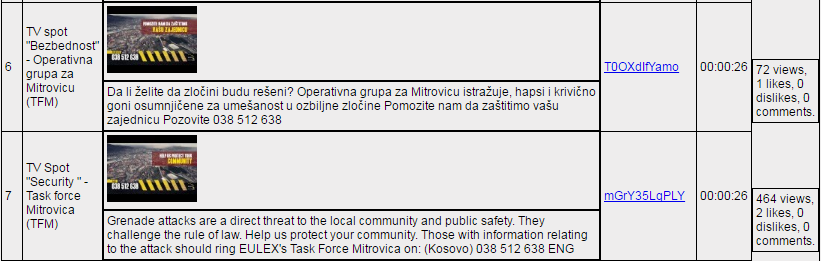 6
TV spot
"Bezbednost"
- Operativna
grupa za
Mitrovicu
(TFM)
POMOZITE NAM DA ZAŠTITIMO
VAŠU ZAJEDNICU
038 512 638
Da li želite da zločini budu rešeni? Operativna grupa za Mitrovicu istražuje, hapsi i krivično
goni osumnjičene za umešanost u ozbiljne zločine Pomozite nam da zaštitimo vašu
zajednicu Pozovite 038 512 638
T0OXdIfYamo
00:00:26
72 views,
1 likes, 0
dislikes, 0
comments.
7
TV Spot
"Security " -
Task force
Mitrovica
(TFM)
HELP US PROTECT YOUR
COMMUNITY
038 512 638
Grenade attacks are a direct threat to the local community and public safety. They
challenge the rule of law. Help us protect your community. Those with information relating
to the attack should ring EULEX's Task Force Mitrovica on: (Kosovo) 038 512 638 ENG
mGrY35LqPLY
00:00:26
464 views,
2 likes, 0
dislikes, 0
comments.